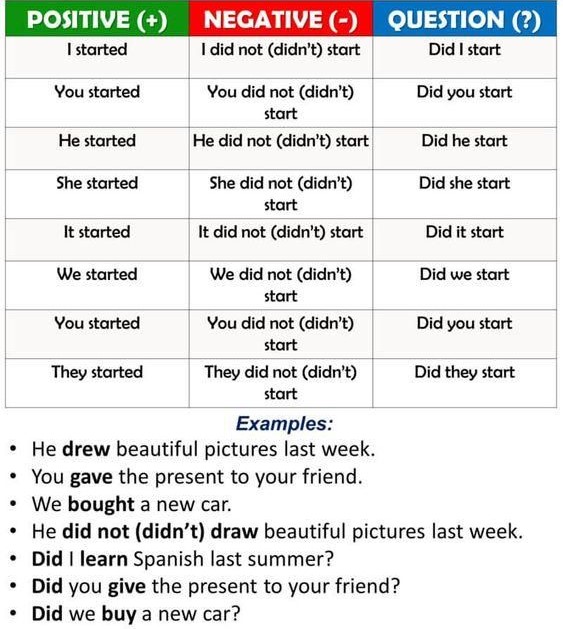 POSITIVE (+) NEGATIVE (-) QUESTION (?)
I started I did not (didn't) start Did I start
You started You did not (didn't) Did you start
start
He started He did not (didn't) start Did he start
She started She did not (didn't) Did she start
start
It started It did not (didn't) start Did it start
We started We did not (didn't) Did we start
start
You started You did not (didn't) Did you start
start
They started They did not (didn't) Did they start
start
Examples:
• He drew beautiful pictures last week.
• You gave the present to your friend.
• We bought a new car.
• He did not (didn't) draw beautiful pictures last week.
• Did I learn Spanish last summer?
• Did you give the present to your friend?
• Did we buy a new car?